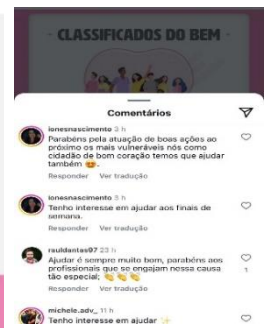 - CLASSIFICADOS DO BEM -
Comentários
ionesnascimento 3 h
Parabéns pela atuação de boas ações ao
próximo os mais vulneráveis nós como
cidadão de bom coração temos que ajudar
também 😍.
Responder Ver tradução
ionesnascimento 3 h
Tenho interesse em ajudar aos finais de
semana.
Responder Ver tradução
rauldantas97 23 h
Ajudar é sempre muito bom, parabéns aos
profissionais que se engajam nessa causa
tão especial; 👏👏👏
1
Responder Ver tradução
michele.adv_ 11 h
Tenho interesse em ajudar ✨